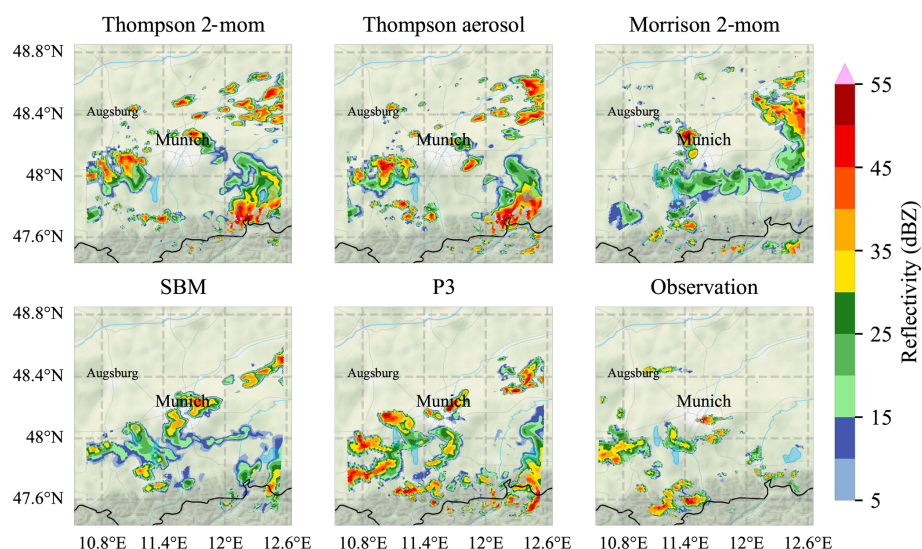 Thompson 2-mom
Thompson aerosol
Morrison 2-mom
48.8°N
48.4°N
48°N
47.6°N
Augsburg
Munich
Augsburg
Munich
Augsburg
Munich
SBM
P3
Observation
48.8°N
48.4°N
48°N
47.6°N
Augsburg
Munich
Augsburg
Munich
Augsburg
Munich
10.8°E 11.4°E 12°E 12.6°E
10.8°E 11.4°E 12°E 12.6°E
10.8°E 11.4°E 12°E 12.6°E
55
45
35
25
15
5
Reflectivity (dBZ)